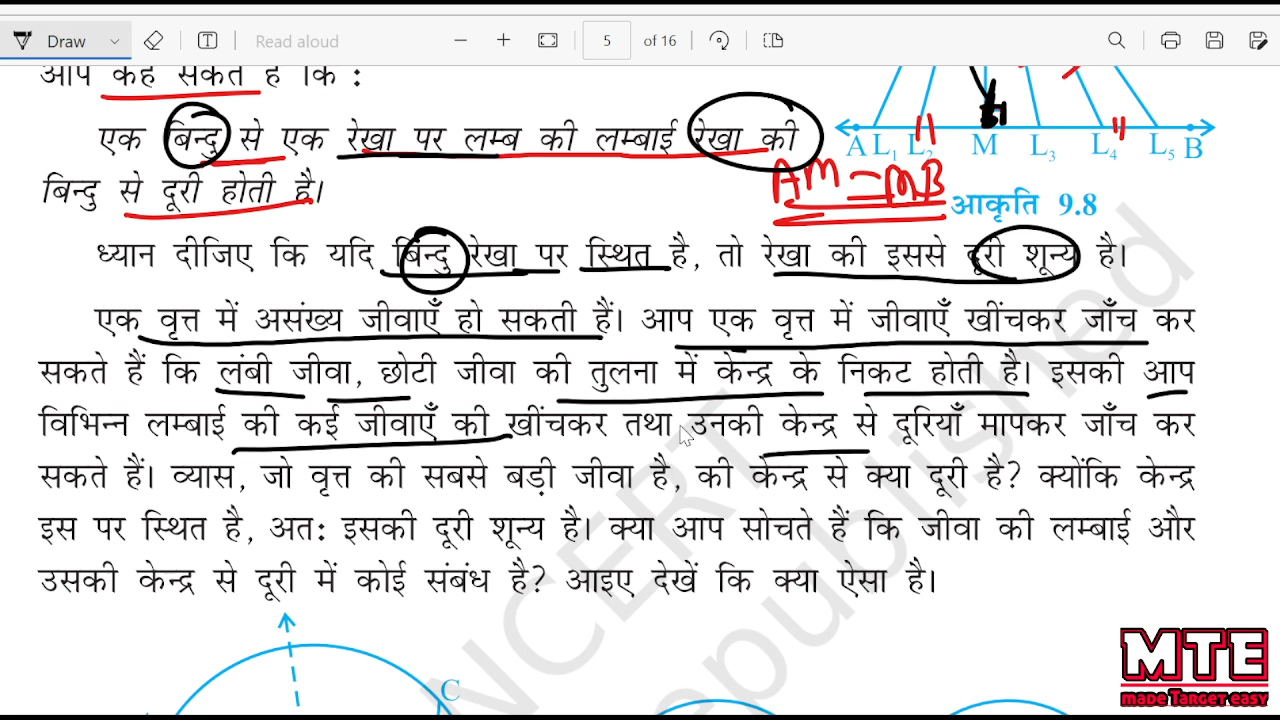 Draw
Read aloud
5 of 16
आप कह सकते हैं कि :
एक बिन्दु से एक रेखा पर लम्ब की लम्बाई रेखा की
बिन्दु से दूरी होती है।
A L₁ L₂ M L₃ L₄ L₅ B
AM = MB
आकृति 9.8
ध्यान दीजिए कि यदि बिन्दु रेखा पर स्थित है, तो रेखा की इससे दूरी शून्य है।
एक वृत्त में असंख्य जीवाएँ हो सकती हैं। आप एक वृत्त में जीवाएँ खींचकर जाँच कर
सकते हैं कि लंबी जीवा, छोटी जीवा की तुलना में केन्द्र के निकट होती है। इसकी आप
विभिन्न लम्बाई की कई जीवाएँ की खींचकर तथा उनकी केन्द्र से दूरियाँ मापकर जाँच कर
सकते हैं। व्यास, जो वृत्त की सबसे बड़ी जीवा है, की केन्द्र से क्या दूरी है? क्योंकि केन्द्र
इस पर स्थित है, अत: इसकी दूरी शून्य है। क्या आप सोचते हैं कि जीवा की लम्बाई और
उसकी केन्द्र से दूरी में कोई संबंध है? आइए देखें कि क्या ऐसा है।
C
NCERT
republished
MTE
made Target easy